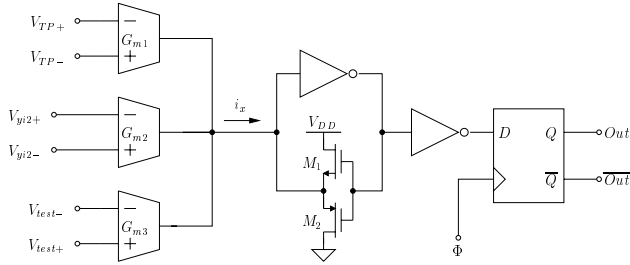 V_{TP+}
−
G_{m1}
V_{TP−}
+
i_x
V_{yi2+}
−
G_{m2}
V_{yi2−}
+
V_{DD}
M_1
M_2
D
Q
Out
\overline{Q}
\overline{Out}
V_{test−}
−
G_{m3}
V_{test+}
+
Φ